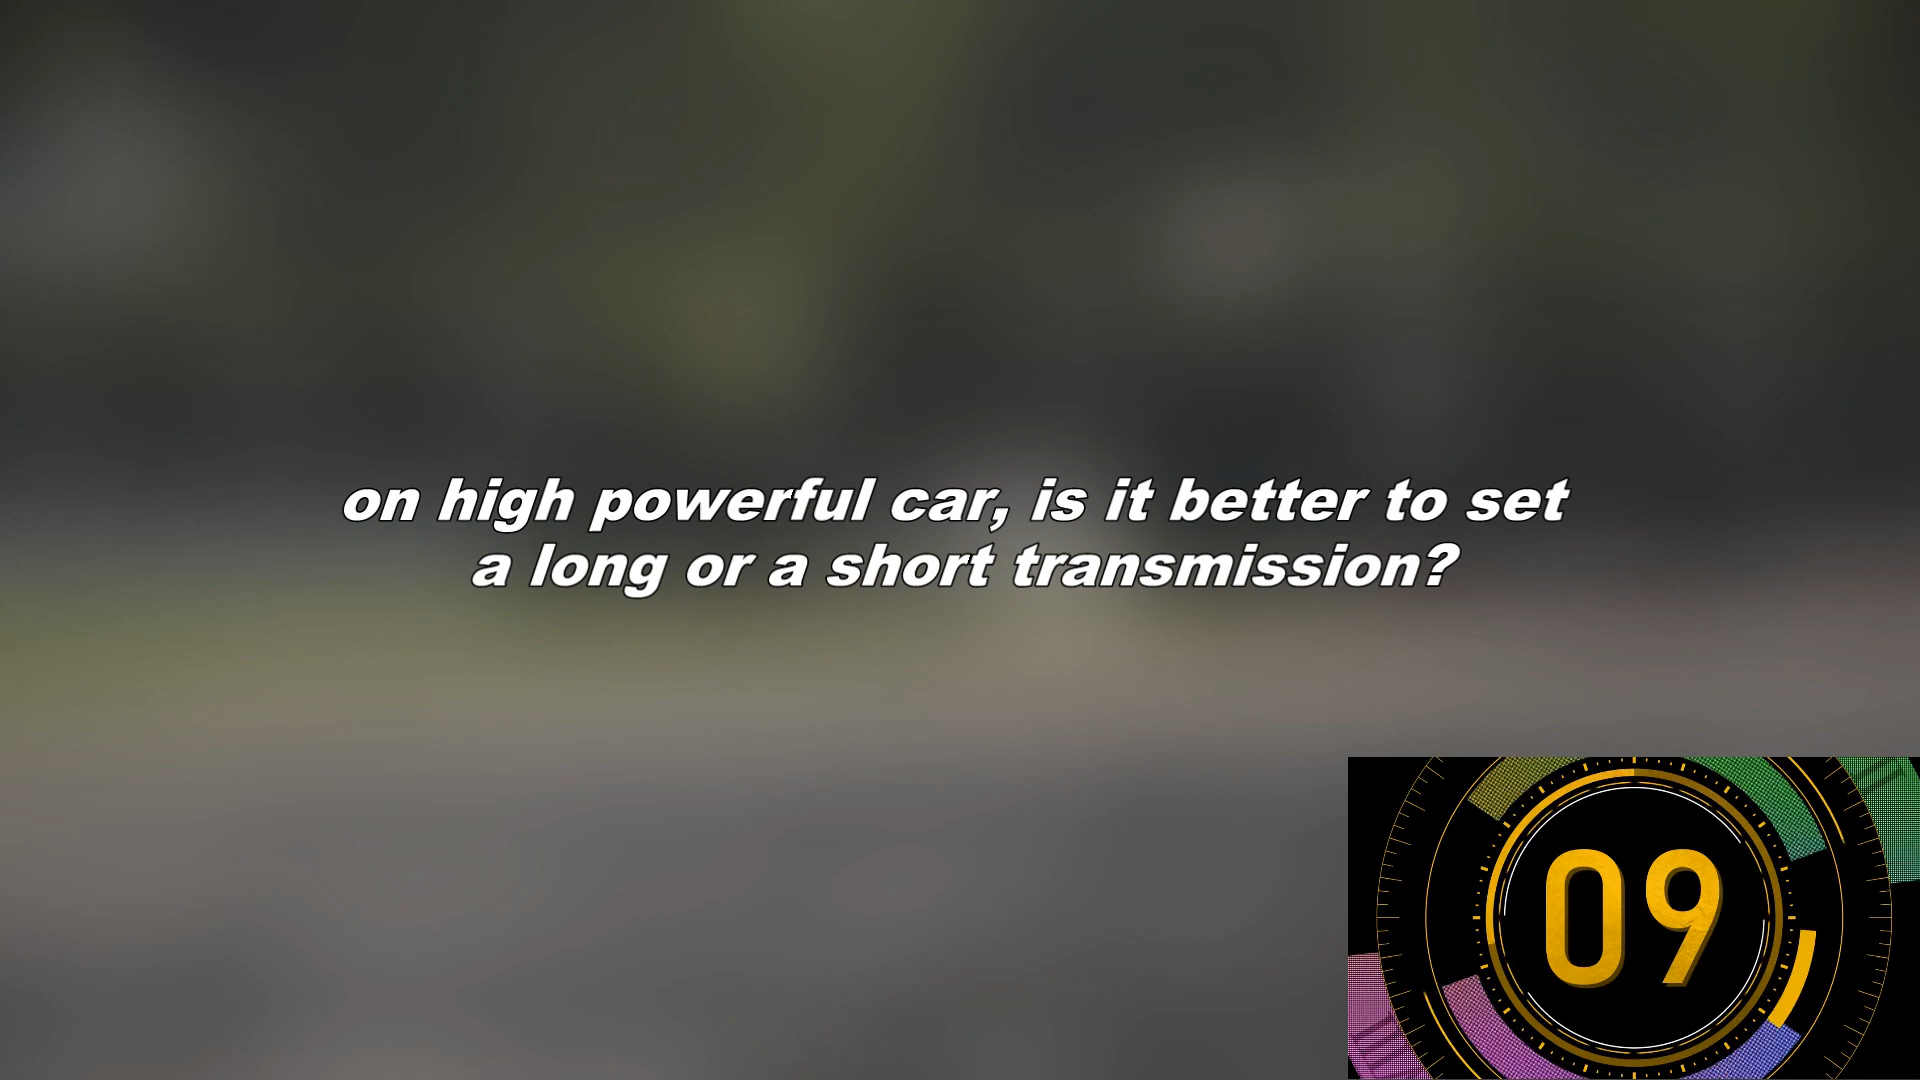 on high powerful car, is it better to set
a long or a short transmission?
09